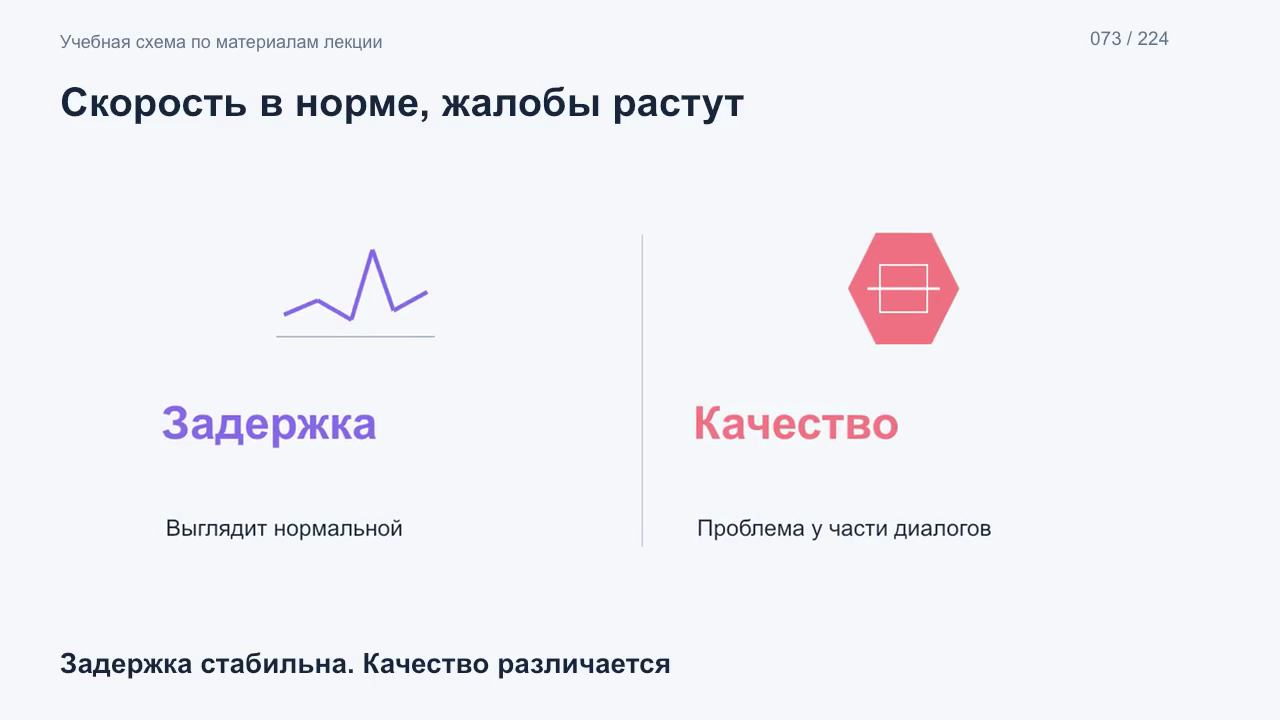 Учебная схема по материалам лекции
073 / 224
Скорость в норме, жалобы растут
Задержка
Качество
Выглядит нормальной
Проблема у части диалогов
Задержка стабильна. Качество различается